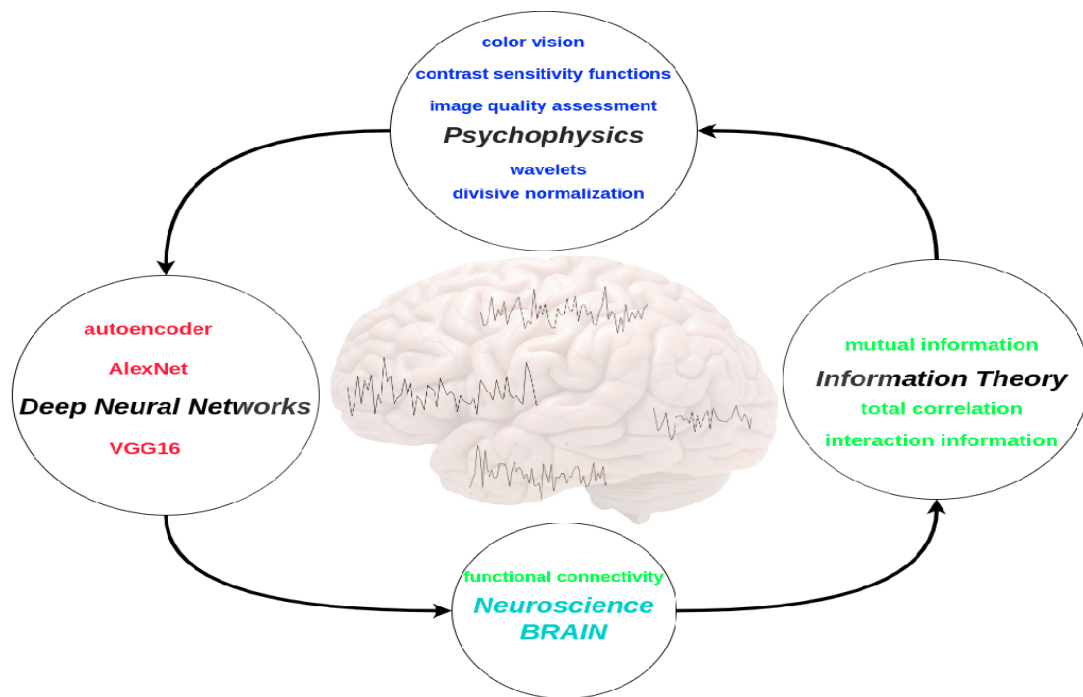 color vision
contrast sensitivity functions
image quality assessment
Psychophysics
wavelets
divisive normalization
autoencoder
AlexNet
Deep Neural Networks
VGG16
mutual information
Information Theory
total correlation
interaction information
functional connectivity
Neuroscience
BRAIN